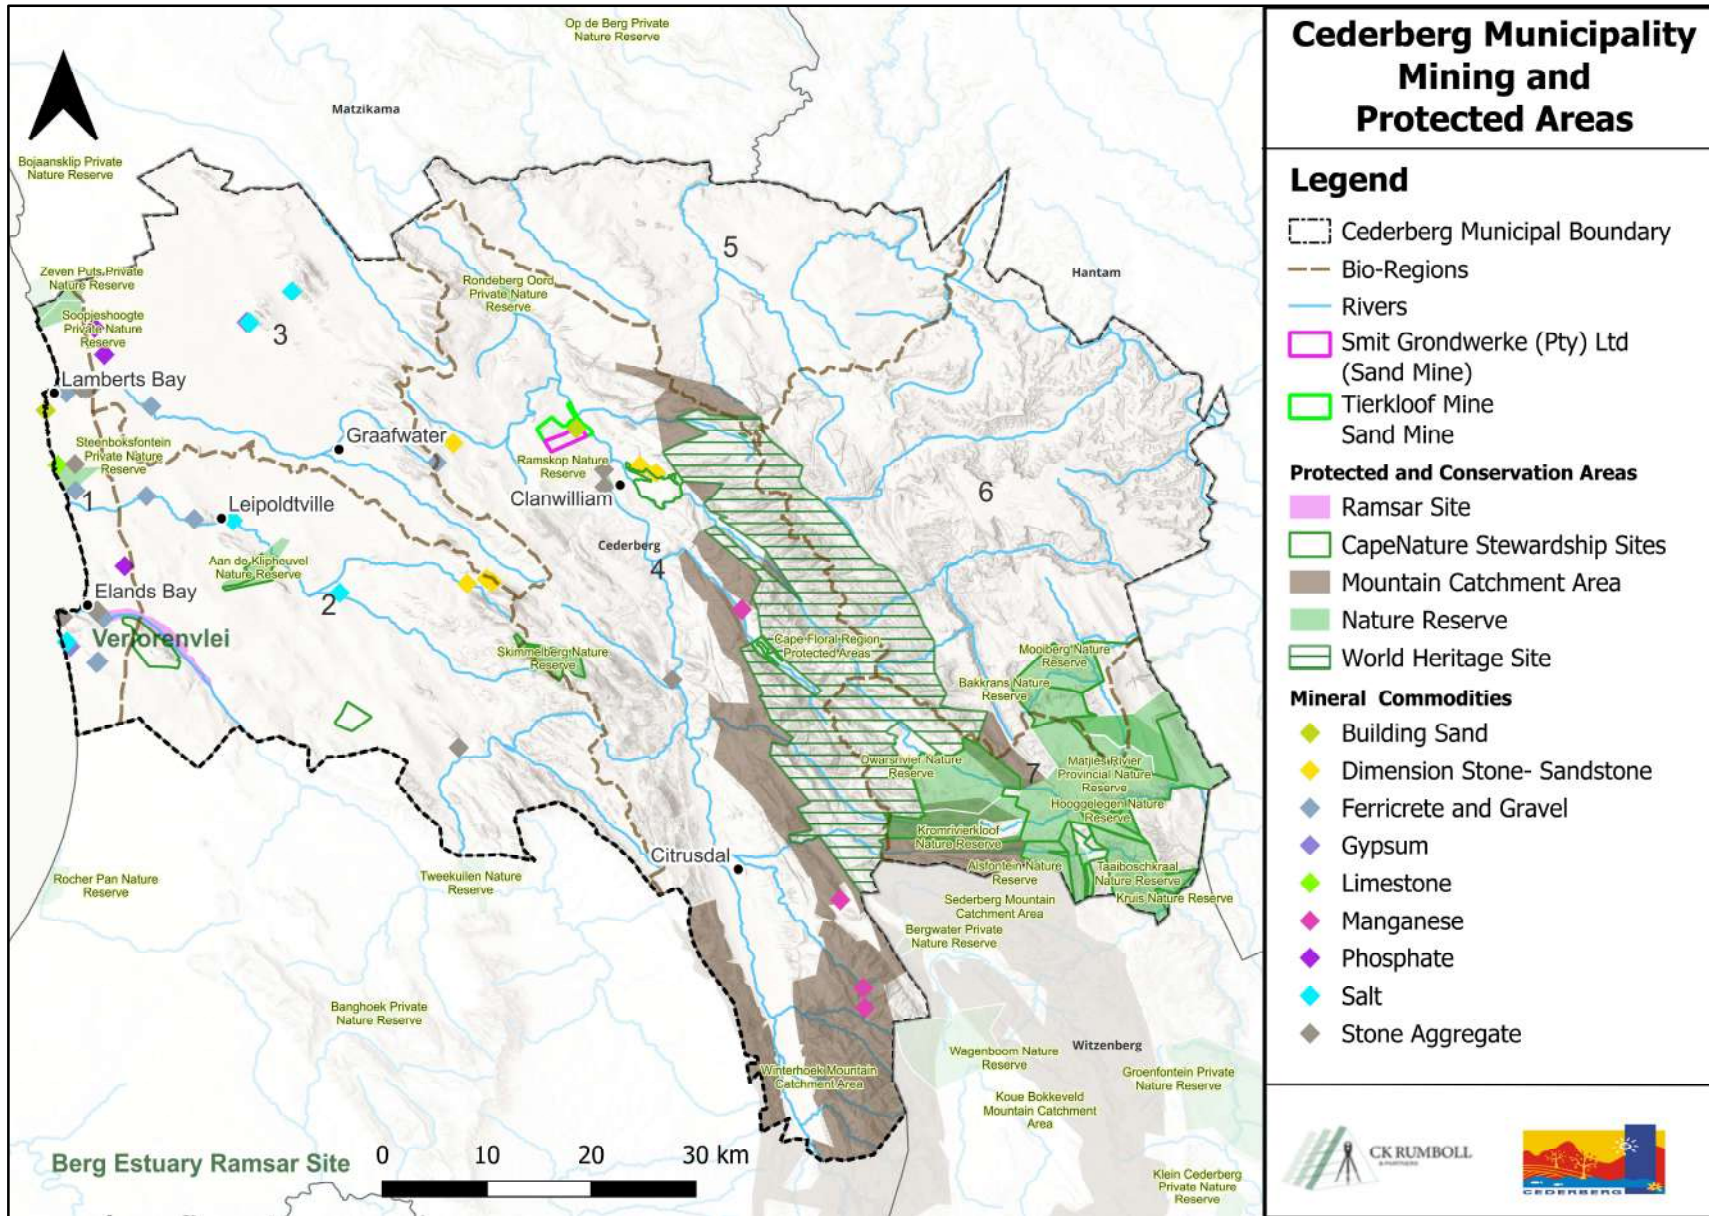 Op de Berg Private
Nature Reserve
Matzikama
Bojaansklip Private
Nature Reserve
5
Hantam
Zeven Puts Private
Nature Reserve
Rondeberg Oord
Private Nature
Reserve
Soopjeshoogte
Private Nature
Reserve
3
Lamberts Bay
Graafwater
Steenboksfontein
Private Nature
Reserve
Ramskop Nature
Reserve
Clanwilliam
6
1
Leipoldtville
Cederberg
4
Aan de Klipheuvel
Nature Reserve
Elands Bay
2
Verlorenvlei
Skimmelberg Nature
Reserve
Cape Floral Region
Protected Areas
Mooiberg Nature
Reserve
Bakkrans Nature
Reserve
Dwarsrivier Nature
Reserve
7
Matjies Rivier
Provincial Nature
Reserve
Hooggelegen Nature
Reserve
Kromrivierkloof
Nature Reserve
Citrusdal
Alsfontein Nature
Reserve
Taaiboschkraal
Nature Reserve
Kruis Nature Reserve
Rocher Pan Nature
Reserve
Tweekuilen Nature
Reserve
Sederberg Mountain
Catchment Area
Bergwater Private
Nature Reserve
Banghoek Private
Nature Reserve
Wagenboom Nature
Reserve
Witzenberg
Winterhoek Mountain
Catchment Area
Groenfontein Private
Nature Reserve
Koue Bokkeveld
Mountain Catchment
Area
Klein Cederberg
Private Nature
Reserve
Berg Estuary Ramsar Site
0 10 20 30 km
Cederberg Municipality
Mining and
Protected Areas
Legend
Cederberg Municipal Boundary
Bio-Regions
Rivers
Smit Grondwerke (Pty) Ltd
(Sand Mine)
Tierkloof Mine
Sand Mine
Protected and Conservation Areas
Ramsar Site
CapeNature Stewardship Sites
Mountain Catchment Area
Nature Reserve
World Heritage Site
Mineral Commodities
Building Sand
Dimension Stone- Sandstone
Ferricrete and Gravel
Gypsum
Limestone
Manganese
Phosphate
Salt
Stone Aggregate
CK RUMBOLL
& PARTNERS
CEDERBERG